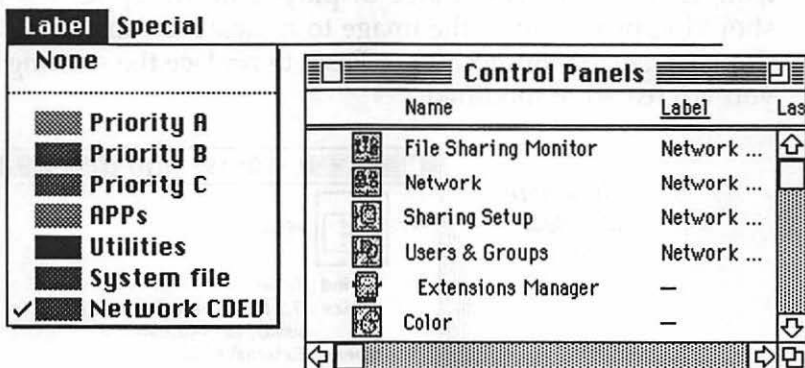 Label Special
None
Priority A
Priority B
Priority C
APPs
Utilities
System file
✓ Network CDEV
Control Panels
Name Label Las
File Sharing Monitor Network ...
Network Network ...
Sharing Setup Network ...
Users & Groups Network ...
Extensions Manager –
Color –